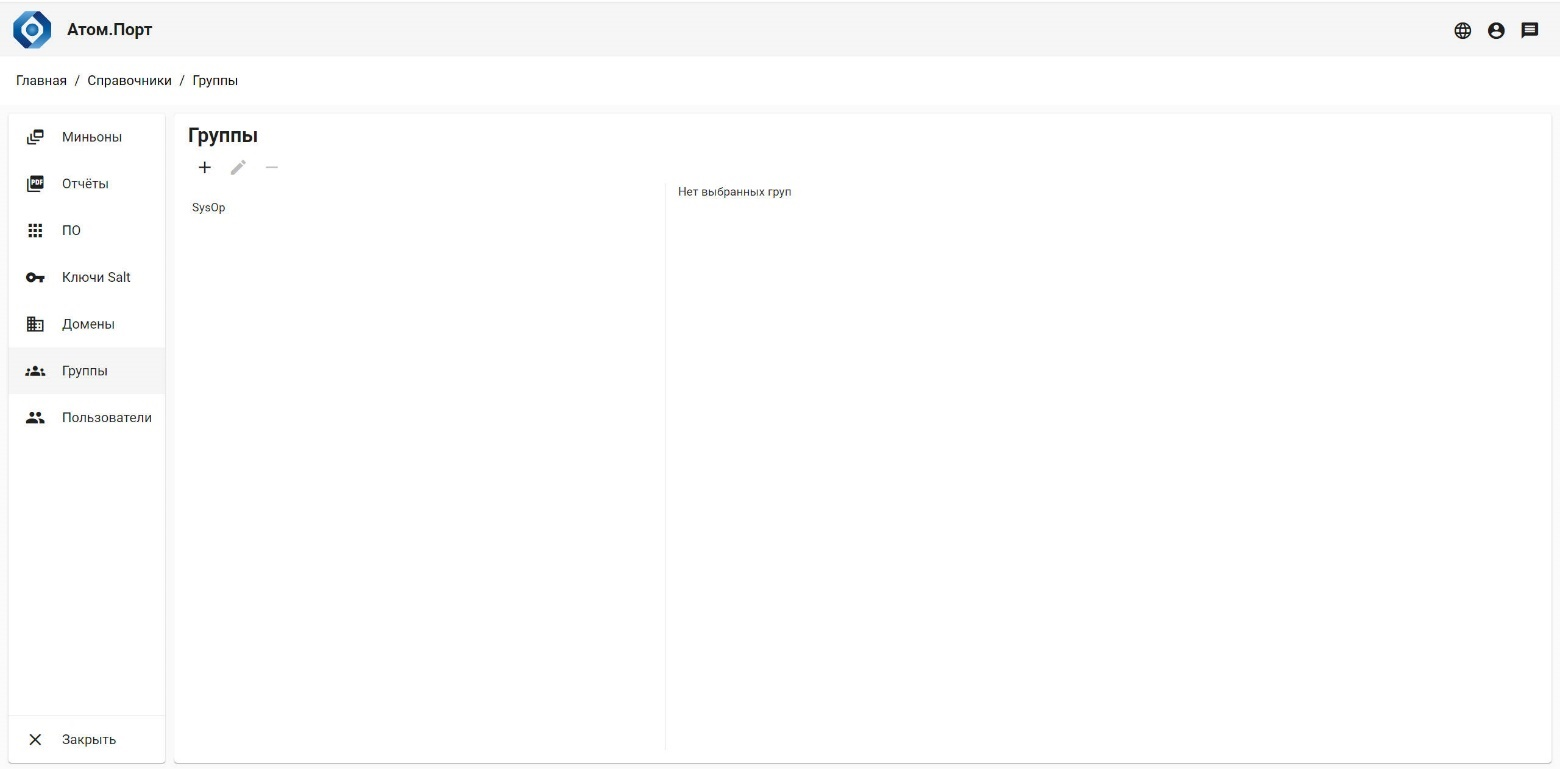 Атом.Порт
Главная / Справочники / Группы
Миньоны
Отчёты
ПО
Ключи Salt
Домены
Группы
Пользователи
Закрыть
Группы
SysOp
Нет выбранных груп
PDF